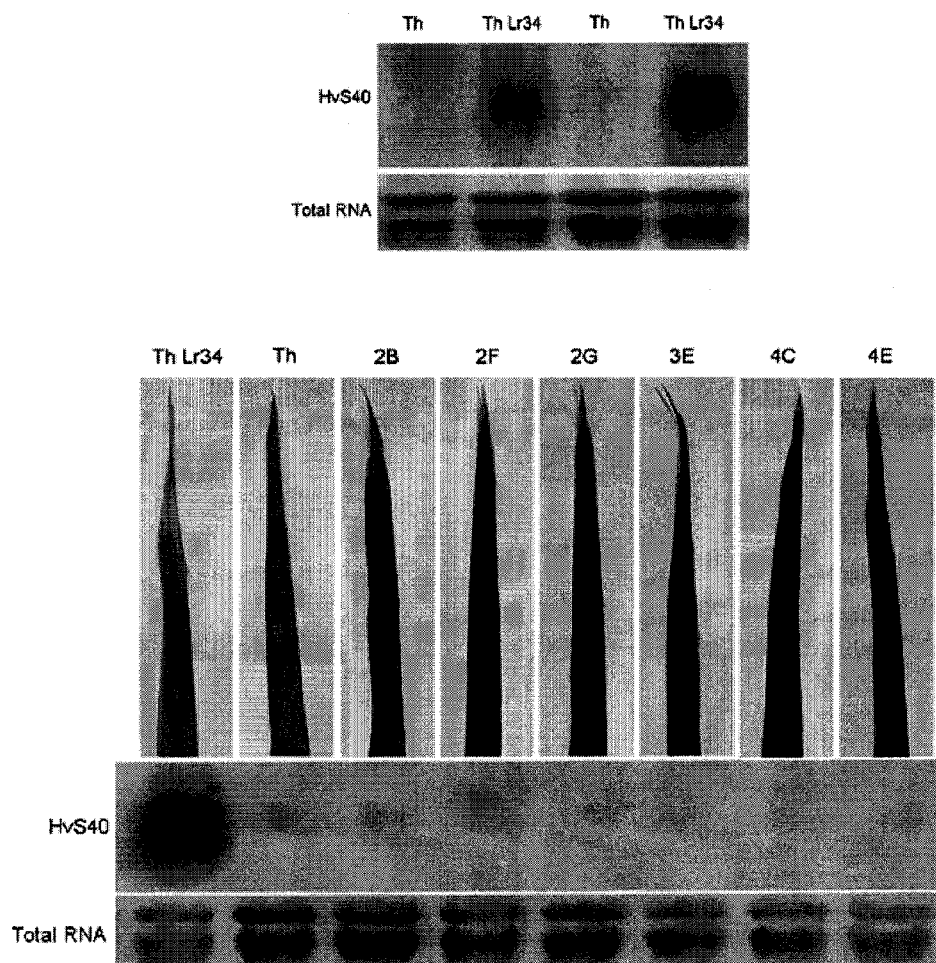 Th Th Lr34 Th Th Lr34
HvS40
Total RNA
Th Lr34 Th 2B 2F 2G 3E 4C 4E
HvS40
Total RNA